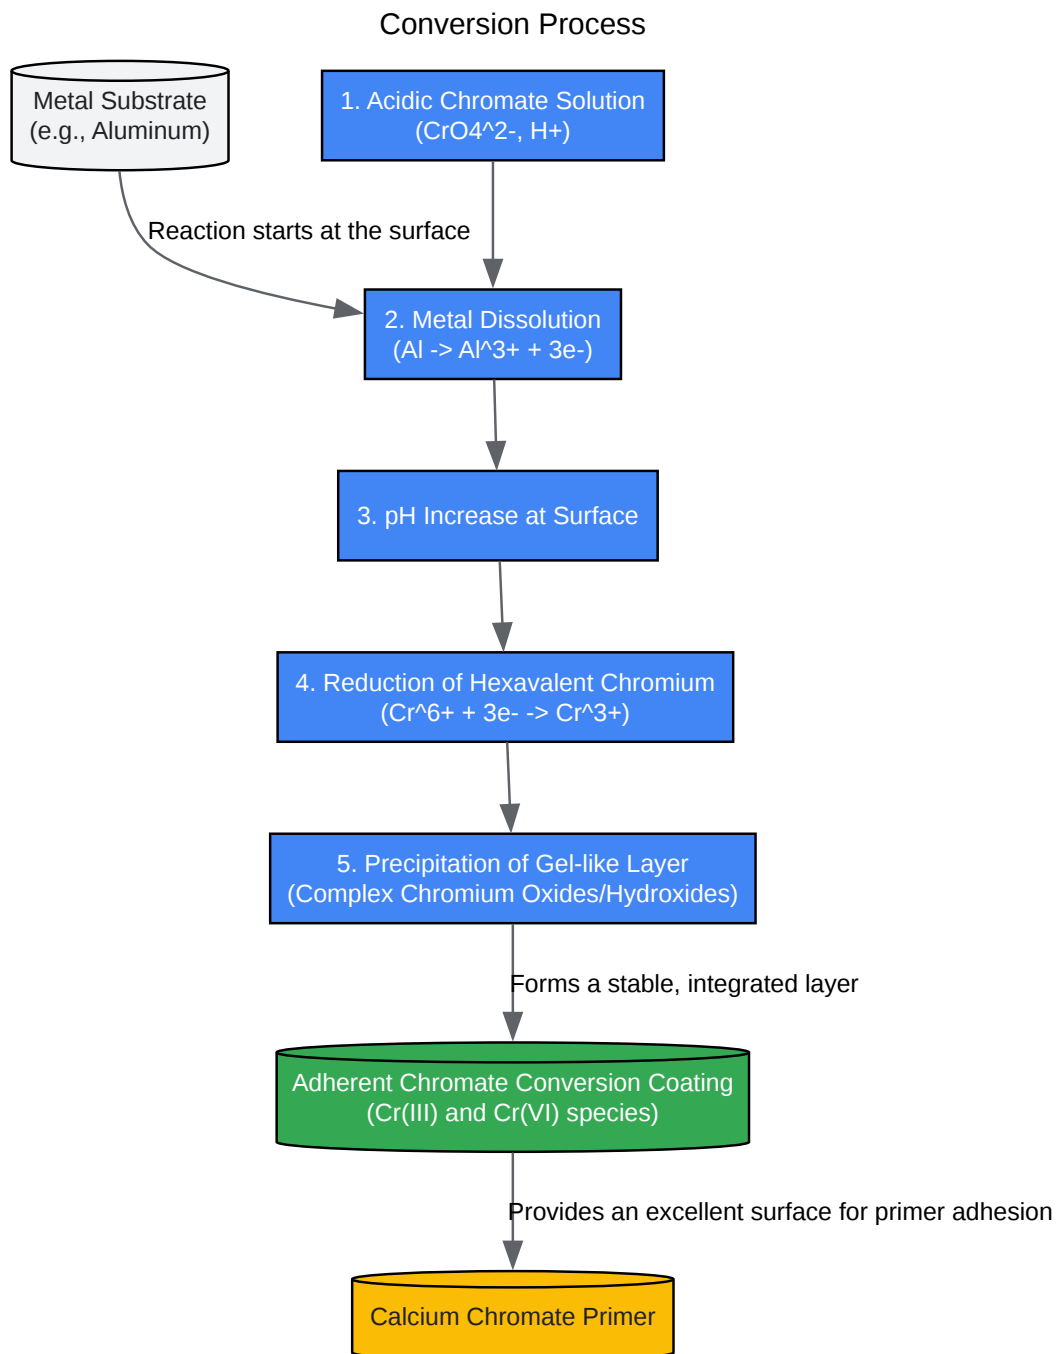 Conversion Process
Metal Substrate
(e.g., Aluminum)
1. Acidic Chromate Solution
(CrO4^2-, H+)
Reaction starts at the surface
2. Metal Dissolution
(Al -> Al^3+ + 3e-)
3. pH Increase at Surface
4. Reduction of Hexavalent Chromium
(Cr^6+ + 3e- -> Cr^3+)
5. Precipitation of Gel-like Layer
(Complex Chromium Oxides/Hydroxides)
Forms a stable, integrated layer
Adherent Chromate Conversion Coating
(Cr(III) and Cr(VI) species)
Provides an excellent surface for primer adhesion
Calcium Chromate Primer